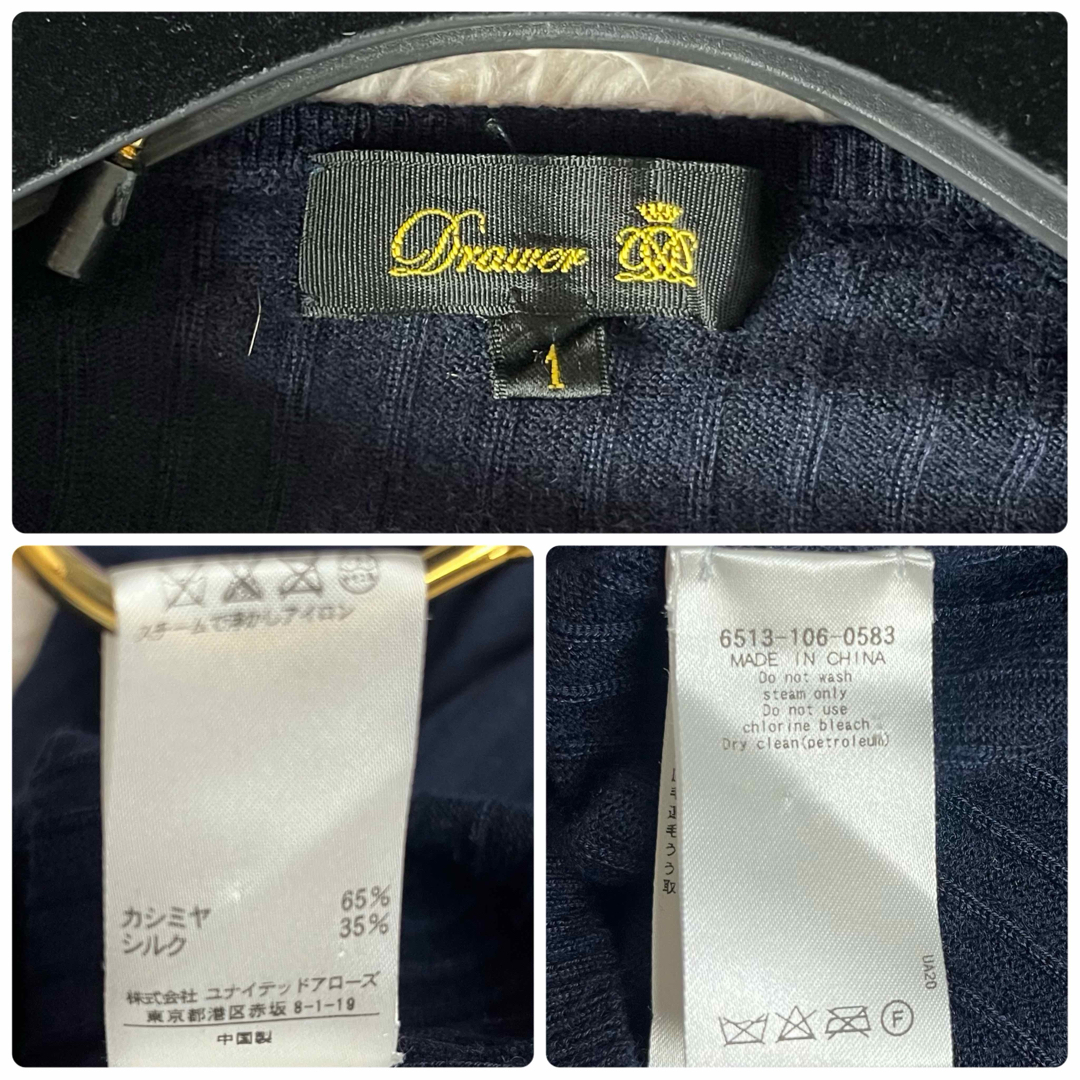 Drawer
1
スチームで浮かしアイロン
カシミヤ 65%
シルク 35%
株式会社 ユナイテッドアローズ
東京都港区赤坂 8-1-19
中国製
6513-106-0583
MADE IN CHINA
Do not wash
steam only
Do not use
chlorine bleach
Dry clean(petroleum)
UA20
F